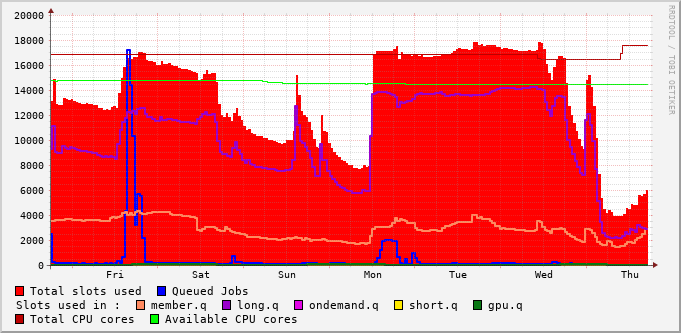 20000
18000
16000
14000
12000
10000
8000
6000
4000
2000
0
Fri Sat Sun Mon Tue Wed Thu
RRDTOOL / TOBI OETIKER
Total slots used Queued Jobs
Slots used in : member.q long.q ondemand.q short.q gpu.q
Total CPU cores Available CPU cores